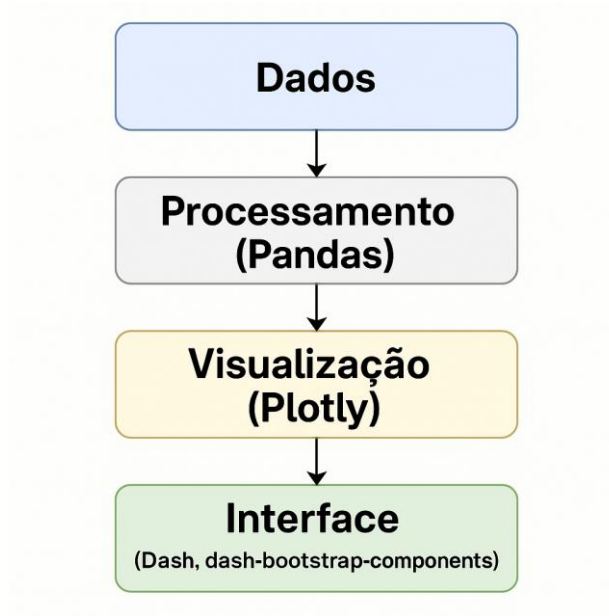 Dados
Processamento
(Pandas)
Visualização
(Plotly)
Interface
(Dash, dash-bootstrap-components)